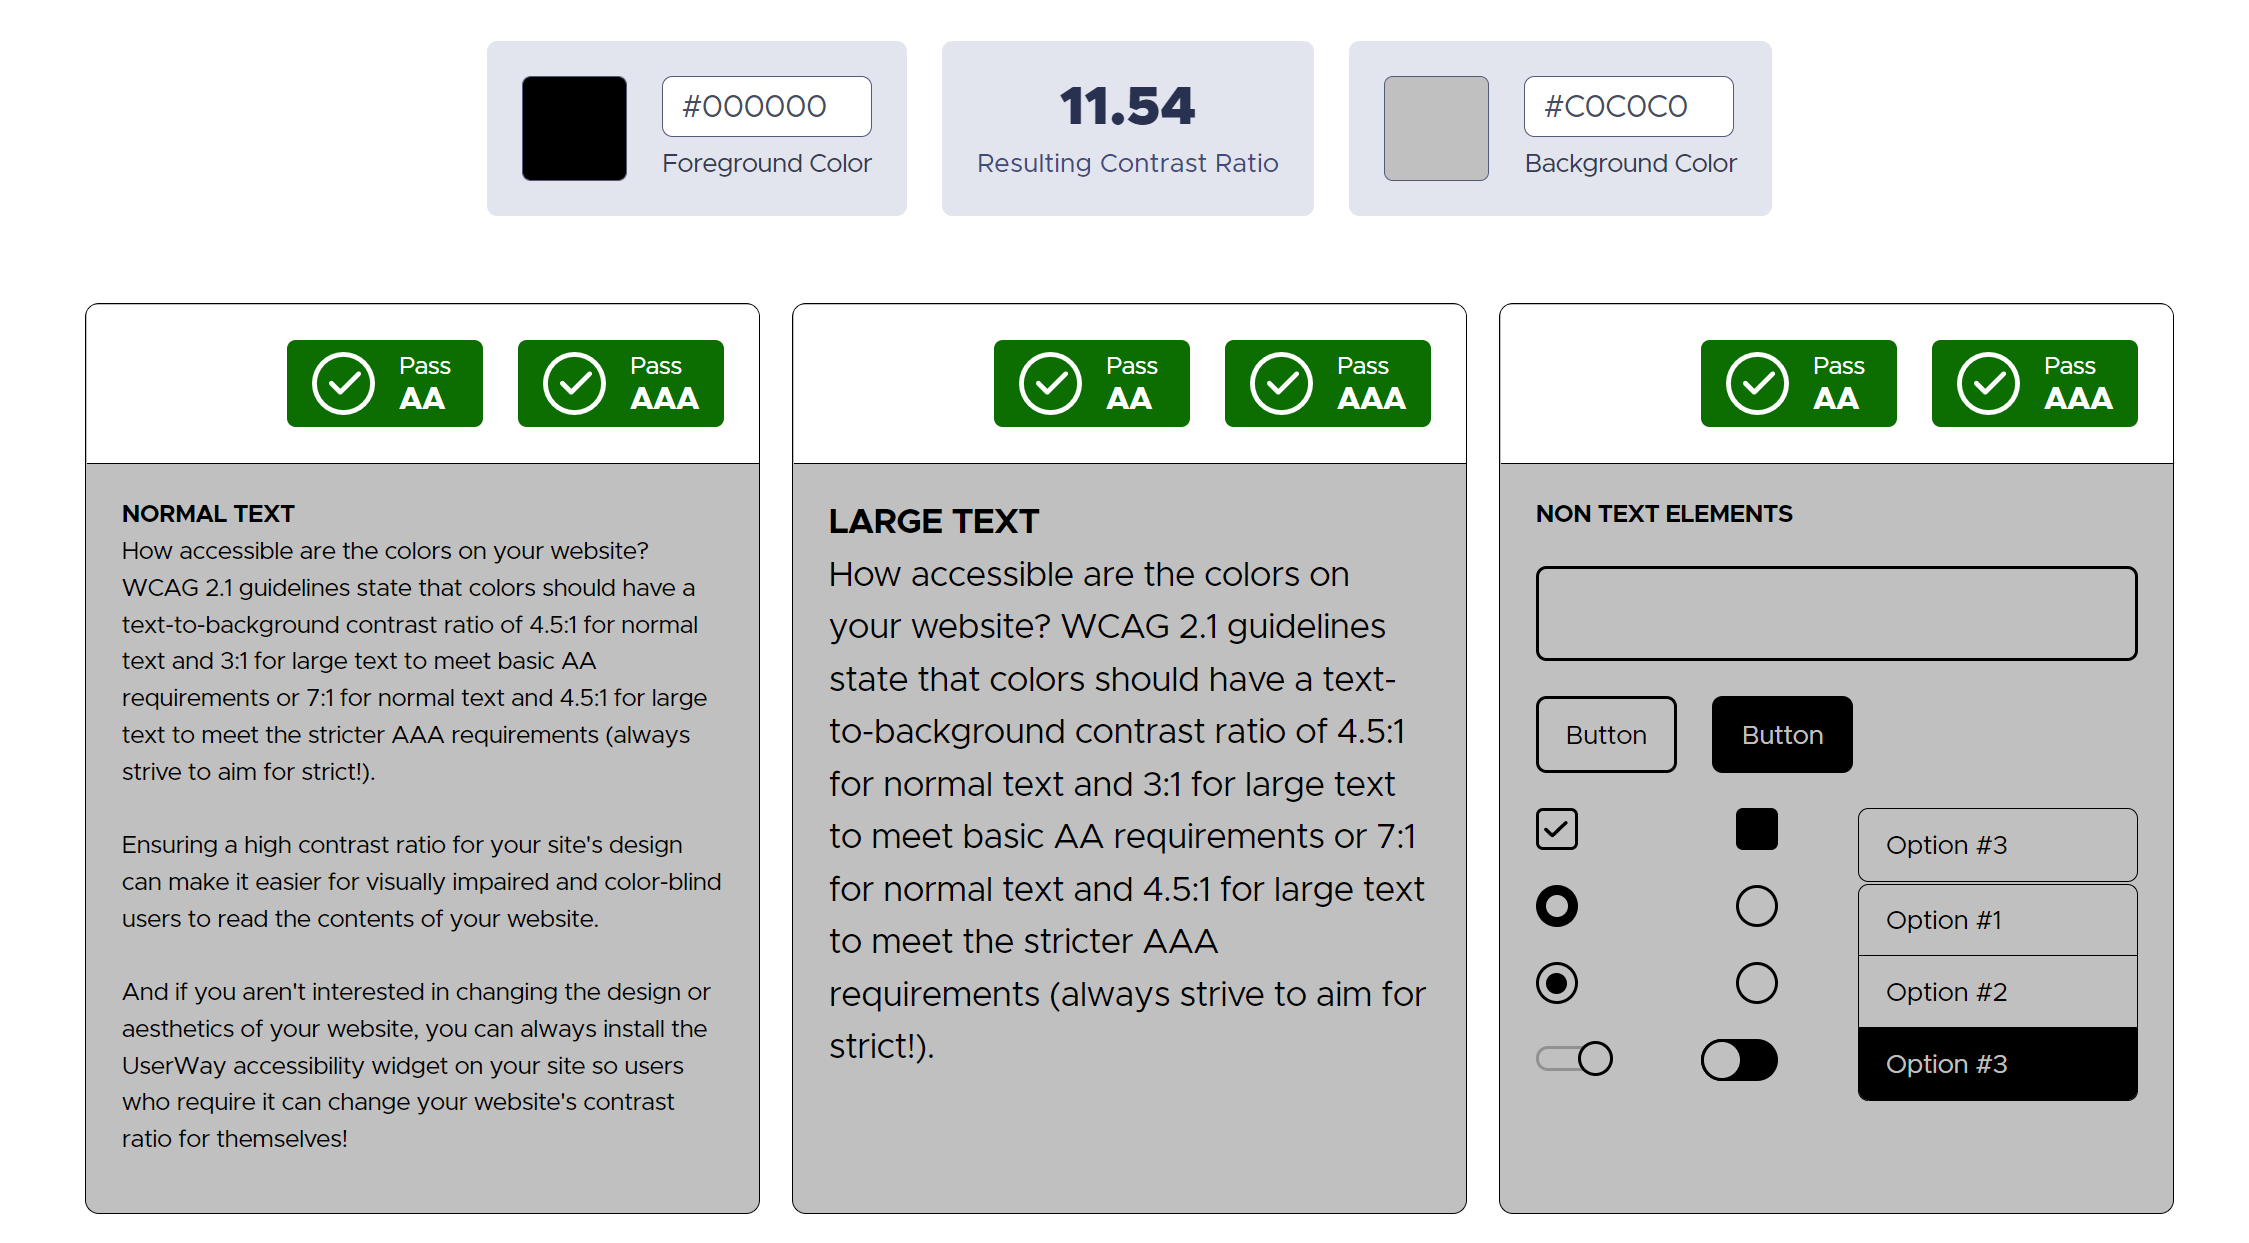 #000000
Foreground Color
11.54
Resulting Contrast Ratio
#C0C0C0
Background Color
Pass
AA
Pass
AAA
NORMAL TEXT
How accessible are the colors on your website?
WCAG 2.1 guidelines state that colors should have a
text-to-background contrast ratio of 4.5:1 for normal
text and 3:1 for large text to meet basic AA
requirements or 7:1 for normal text and 4.5:1 for large
text to meet the stricter AAA requirements (always
strive to aim for strict!).
Ensuring a high contrast ratio for your site's design
can make it easier for visually impaired and color-blind
users to read the contents of your website.
And if you aren't interested in changing the design or
aesthetics of your website, you can always install the
UserWay accessibility widget on your site so users
who require it can change your website's contrast
ratio for themselves!
Pass
AA
Pass
AAA
LARGE TEXT
How accessible are the colors on
your website? WCAG 2.1 guidelines
state that colors should have a text-
to-background contrast ratio of 4.5:1
for normal text and 3:1 for large text
to meet basic AA requirements or 7:1
for normal text and 4.5:1 for large text
to meet the stricter AAA
requirements (always strive to aim for
strict!).
Pass
AA
Pass
AAA
NON TEXT ELEMENTS
Button
Button
Option #3
Option #1
Option #2
Option #3